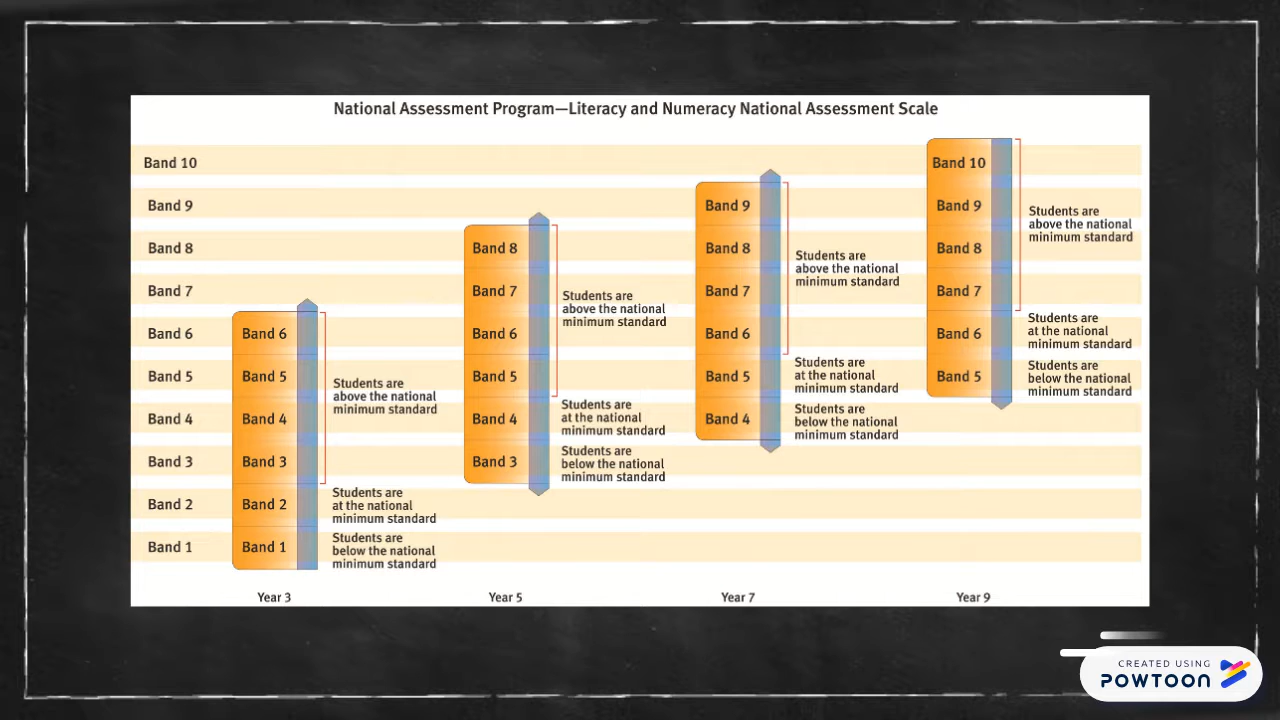 National Assessment Program—Literacy and Numeracy National Assessment Scale
Band 10
Band 9
Band 8
Band 7
Band 6
Band 5
Band 4
Band 3
Band 2
Band 1
Band 6
Band 5
Band 4
Band 3
Band 2
Band 1
Students are
above the national
minimum standard
Students are
at the national
minimum standard
Students are
below the national
minimum standard
Year 3
Band 8
Band 7
Band 6
Band 5
Band 4
Band 3
Students are
above the national
minimum standard
Students are
at the national
minimum standard
Students are
below the national
minimum standard
Year 5
Band 9
Band 8
Band 7
Band 6
Band 5
Band 4
Students are
above the national
minimum standard
Students are
at the national
minimum standard
Students are
below the national
minimum standard
Year 7
Band 10
Band 9
Band 8
Band 7
Band 6
Band 5
Students are
above the national
minimum standard
Students are
at the national
minimum standard
Students are
below the national
minimum standard
Year 9
CREATED USING
POWTOON